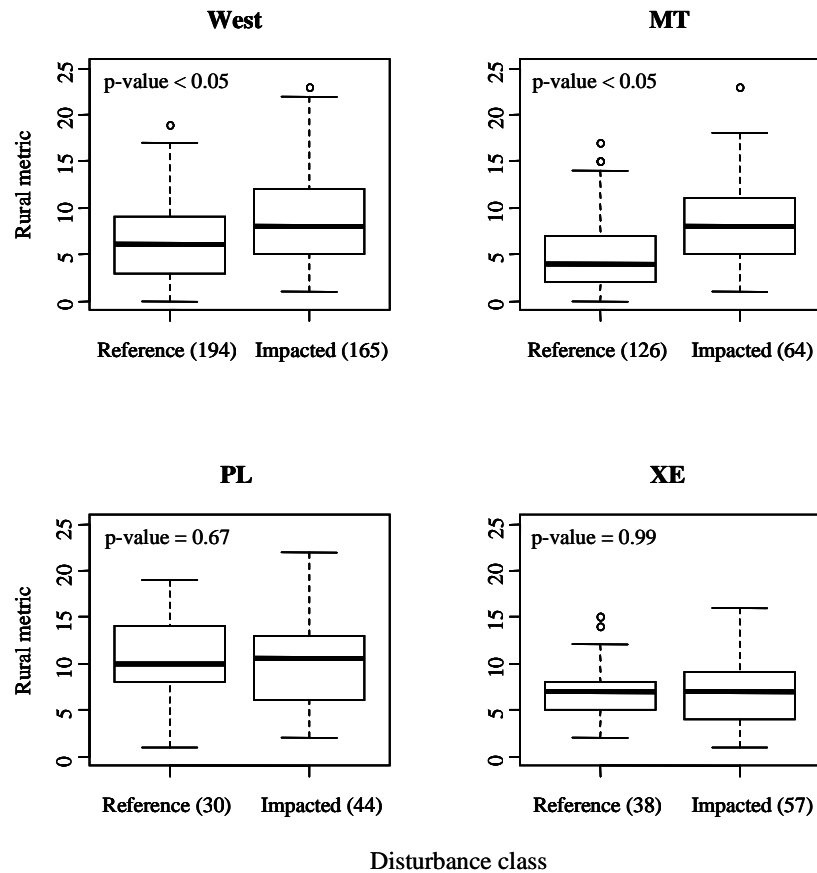 West
p-value < 0.05
Rural metric
25
20
15
10
5
0
Reference (194) Impacted (165)
MT
p-value < 0.05
25
20
15
10
5
0
Reference (126) Impacted (64)
PL
p-value = 0.67
Rural metric
25
20
15
10
5
0
Reference (30) Impacted (44)
XE
p-value = 0.99
25
20
15
10
5
0
Reference (38) Impacted (57)
Disturbance class